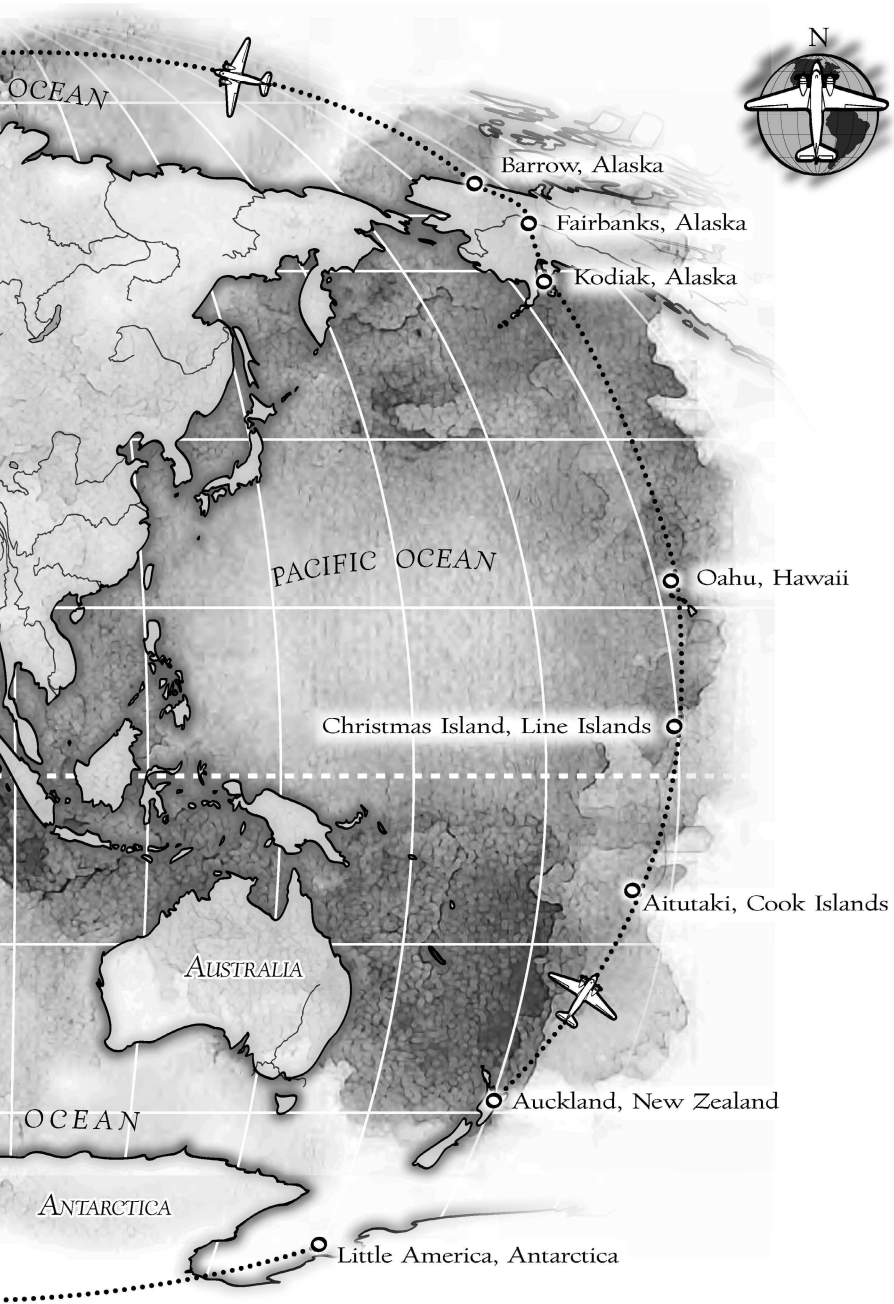 N
OCEAN
Barrow, Alaska
Fairbanks, Alaska
Kodiak, Alaska
PACIFIC OCEAN
Oahu, Hawaii
Christmas Island, Line Islands
Aitutaki, Cook Islands
AUSTRALIA
Auckland, New Zealand
OCEAN
ANTARCTICA
Little America, Antarctica